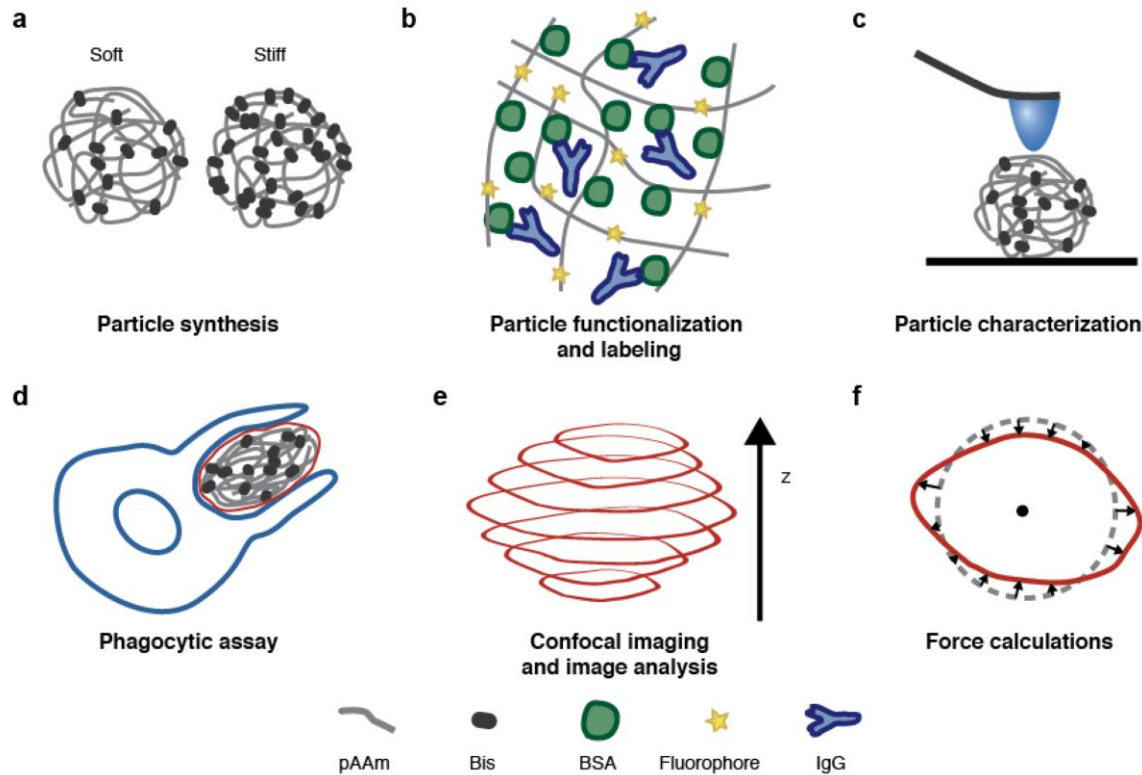 a
b
c
Soft
Stiff
Particle synthesis
Particle functionalization
and labeling
Particle characterization
d
e
f
z
Phagocytic assay
Confocal imaging
and image analysis
Force calculations
pAAm
Bis
BSA
Fluorophore
IgG